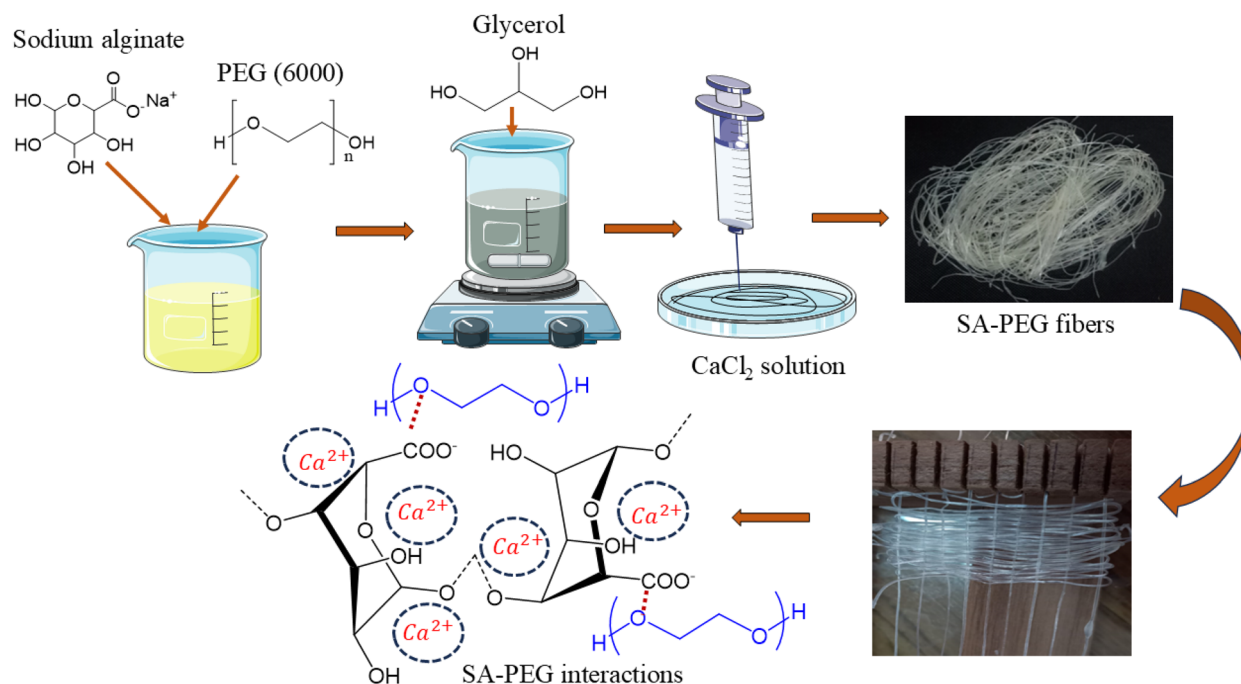 Sodium alginate
PEG (6000)
Glycerol
HO
O
O
O⁻Na⁺
HO
OH
OH
H
O
OH
n
OH
HO
OH
CaCl₂ solution
SA-PEG fibers
H
O
O
H
Ca²⁺
COO⁻
O
O
Ca²⁺
OH
O
Ca²⁺
OH
HO
O
O
Ca²⁺
OH
Ca²⁺
O
COO⁻
H
O
O
H
SA-PEG interactions